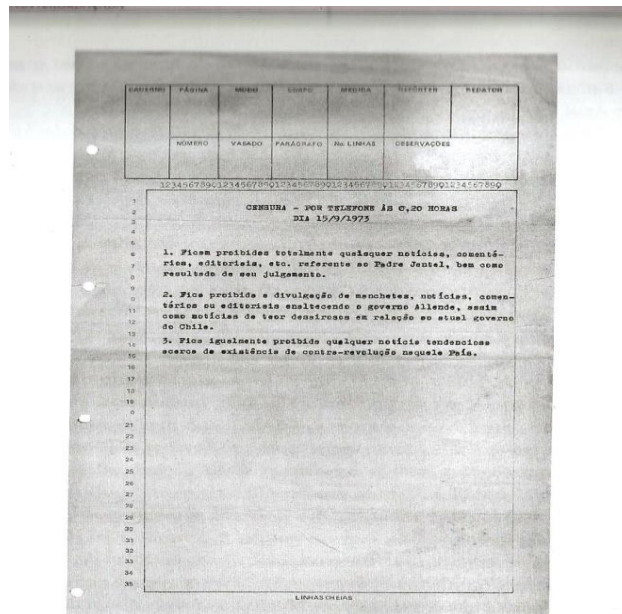 CADERNO PÁGINA MODO CORPO MEDIDA REPÓRTER REDATOR
NÚMERO VAZADO PARÁGRAFO No. LINHAS OBSERVAÇÕES
1234567890123456789012345678901234567890123456789012345678901234567890
CENSURA - POR TELEFONE ÀS 0,20 HORAS
DIA 15/9/1973
1. Ficam proibidas totalmente quaisquer notícias, comentá-
rios, editoriais, etc. referente ao Padre Jentel, bem como
resultado de seu julgamento.
2. Fica proibida a divulgação de manchetes, notícias, comen-
tários ou editoriais enaltecendo o governo Allende, assim
como notícias de teor desairosos em relação ao atual governo
do Chile.
3. Fica igualmente proibida qualquer notícia tendenciosa
acerca da existência de contra-revolução naquele País.
LINHAS CHEIAS